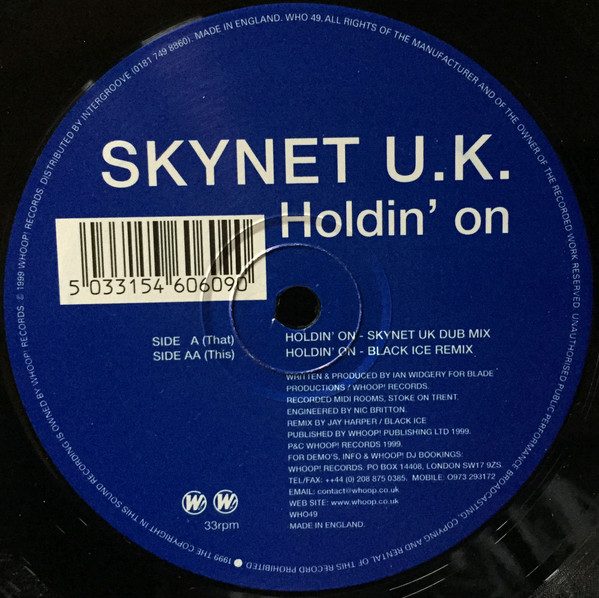 1999 THE COPYRIGHT IN THIS SOUND RECORDING IS OWNED BY WHOOP! RECORDS ℗ 1999 WHOOP! RECORDS. DISTRIBUTED BY INTERGROOVE (0181 749 8860). MADE IN ENGLAND. WHO 49. ALL RIGHTS OF THE MANUFACTURER AND OF THE OWNER OF THE RECORDED WORK RESERVED. UNAUTHORISED PUBLIC PERFORMANCE BROADCASTING, COPYING AND RENTAL OF THIS RECORD PROHIBITED
SKYNET U.K.
Holdin' on
5 033154 606090
SIDE A (That) HOLDIN' ON - SKYNET UK DUB MIX
SIDE AA (This) HOLDIN' ON - BLACK ICE REMIX
WRITTEN & PRODUCED BY IAN WIDGERY FOR BLADE
PRODUCTIONS / WHOOP! RECORDS.
RECORDED MIDI ROOMS, STOKE ON TRENT.
ENGINEERED BY NIC BRITTON.
REMIX BY JAY HARPER / BLACK ICE
PUBLISHED BY WHOOP! PUBLISHING LTD 1999.
P&C WHOOP! RECORDS 1999.
FOR DEMO'S, INFO & WHOOP! DJ BOOKINGS:
WHOOP! RECORDS. PO BOX 14408, LONDON SW17 9ZS.
TEL/FAX: ++44 (0) 208 875 0385. MOBILE: O973 293172
EMAIL: contact@whoop.co.uk
WEB SITE: www.whoop.co.uk
WHO49
MADE IN ENGLAND.
W! W!
33rpm